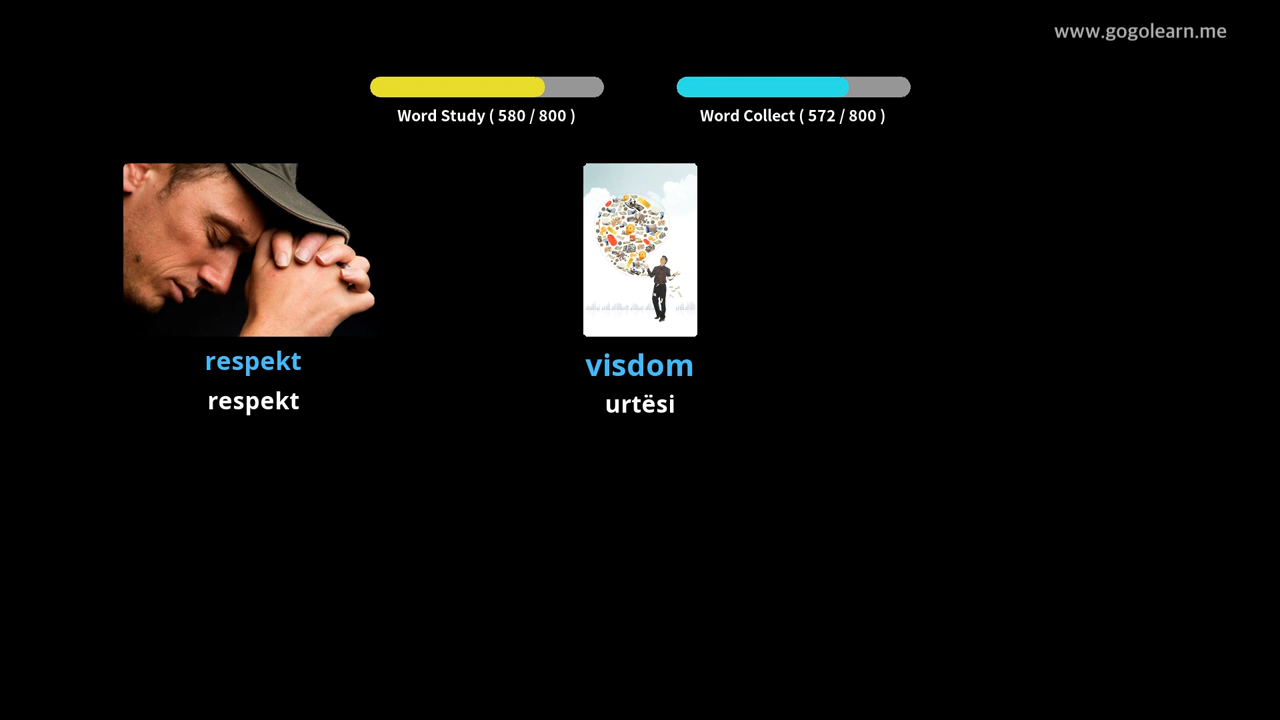 www.gogolearn.me
Word Study ( 580 / 800 )
Word Collect ( 572 / 800 )
respekt
respekt
visdom
urtësi